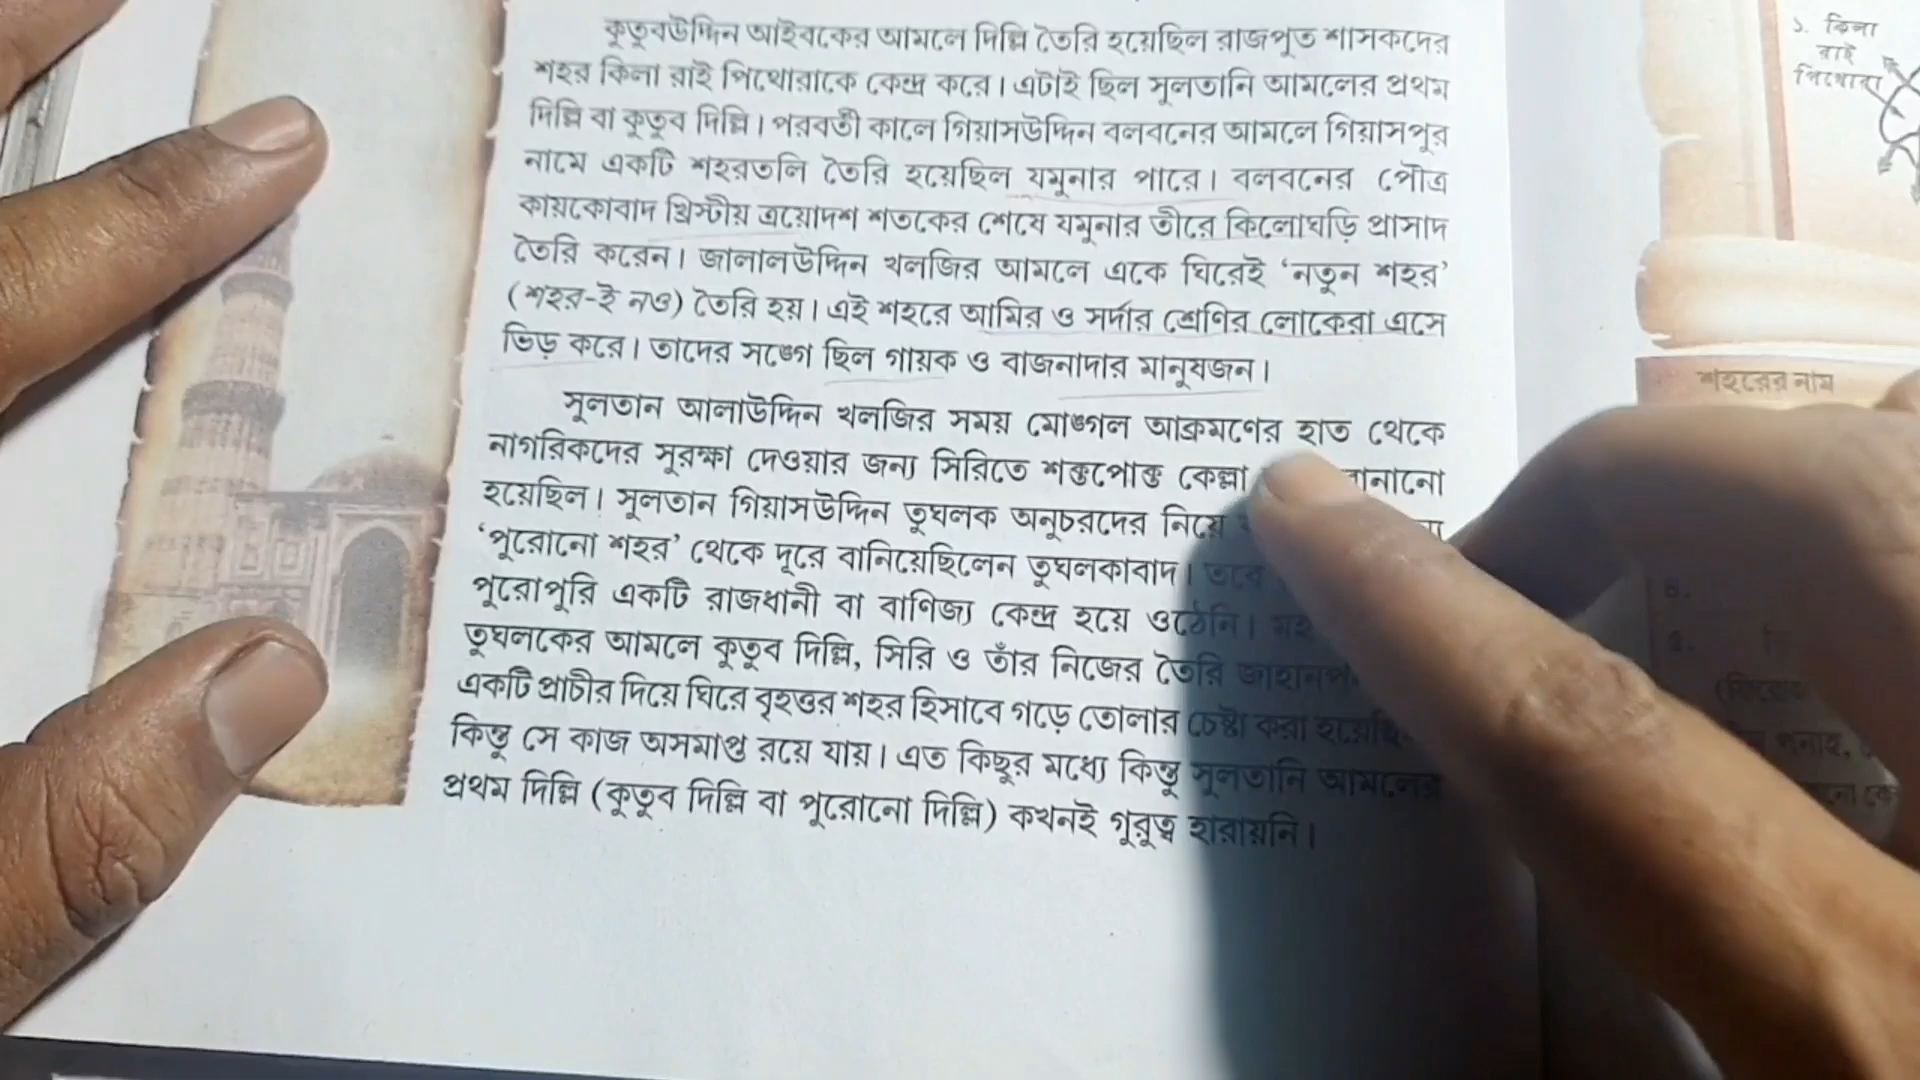 কুতুবউদ্দিন আইবকের আমলে দিল্লি তৈরি হয়েছিল রাজপুত শাসকদের
শহর কিলা রাই পিথোরাকে কেন্দ্র করে। এটাই ছিল সুলতানি আমলের প্রথম
দিল্লি বা কুতুব দিল্লি। পরবর্তী কালে গিয়াসউদ্দিন বলবনের আমলে গিয়াসপুর
নামে একটি শহরতলি তৈরি হয়েছিল যমুনার পারে। বলবনের পৌত্র
কায়কোবাদ খ্রিস্টীয় ত্রয়োদশ শতকের শেষে যমুনার তীরে কিলোঘড়ি প্রাসাদ
তৈরি করেন। জালালউদ্দিন খলজির আমলে একে ঘিরেই ‘নতুন শহর’
(শহর-ই নও) তৈরি হয়। এই শহরে আমির ও সর্দার শ্রেণির লোকেরা এসে
ভিড় করে। তাদের সঙ্গে ছিল গায়ক ও বাজনাদার মানুষজন।
সুলতান আলাউদ্দিন খলজির সময় মোঙ্গল আক্রমণের হাত থেকে
নাগরিকদের সুরক্ষা দেওয়ার জন্য সিরিতে শক্তপোক্ত কেল্লা বানানো
হয়েছিল। সুলতান গিয়াসউদ্দিন তুঘলক অনুচরদের নিয়ে
‘পুরোনো শহর’ থেকে দূরে বানিয়েছিলেন তুঘলকাবাদ। তবে
পুরোপুরি একটি রাজধানী বা বাণিজ্য কেন্দ্র হয়ে ওঠেনি।
তুঘলকের আমলে কুতুব দিল্লি, সিরি ও তাঁর নিজের তৈরি
একটি প্রাচীর দিয়ে ঘিরে বৃহত্তর শহর হিসাবে গড়ে তোলার চেষ্টা করা
কিন্তু সে কাজ অসমাপ্ত রয়ে যায়। এত কিছুর মধ্যে কিন্তু সুলতানি আমলের
প্রথম দিল্লি (কুতুব দিল্লি বা পুরোনো দিল্লি) কখনই গুরুত্ব হারায়নি।
১. কিলা
রাই
পিথোরা
শহরের নাম